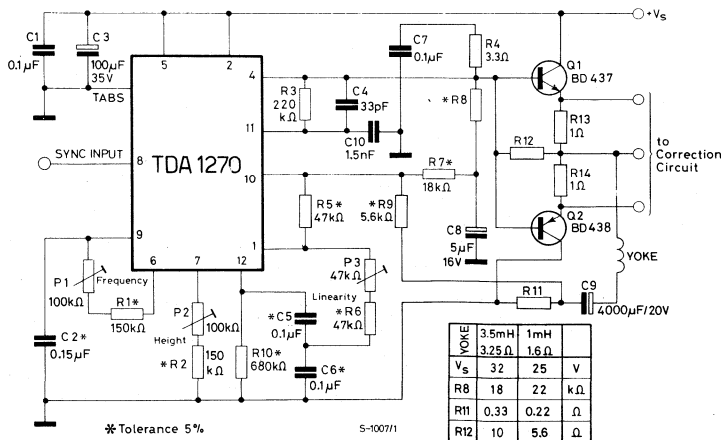 +Vs
C1
0.1µF
C3
100µF
35V
TABS
5
2
4
R3
220
kΩ
C4
33pF
C7
0.1µF
R4
3.3Ω
*R8
Q1
BD 437
R13
1Ω
11
C10
1.5nF
R12
to
Correction
Circuit
SYNC INPUT
8
TDA 1270
10
R7*
18kΩ
R14
1Ω
R5*
47kΩ
*R9
5.6kΩ
Q2
BD 438
C8
5µF
16V
YOKE
9
6
7
12
1
P1
100kΩ
Frequency
R1*
150kΩ
P2
100kΩ
Height
P3
47kΩ
Linearity
*R6
47kΩ
R11
C9
4000µF/20V
C2*
0.15µF
*R2
150
kΩ
R10*
680kΩ
*C5
0.1µF
C6*
0.1µF
YOKE 3.5mH 1mH
3.25Ω 1.6Ω
Vs 32 25 V
R8 18 22 kΩ
R11 0.33 0.22 Ω
R12 10 5.6 Ω
* Tolerance 5%
S-1007/1